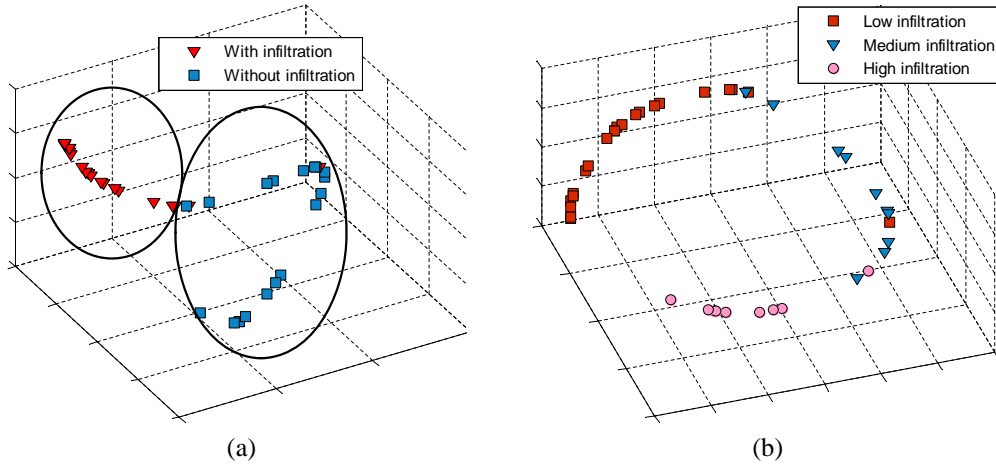 With infiltration
Without infiltration
(a)
Low infiltration
Medium infiltration
High infiltration
(b)